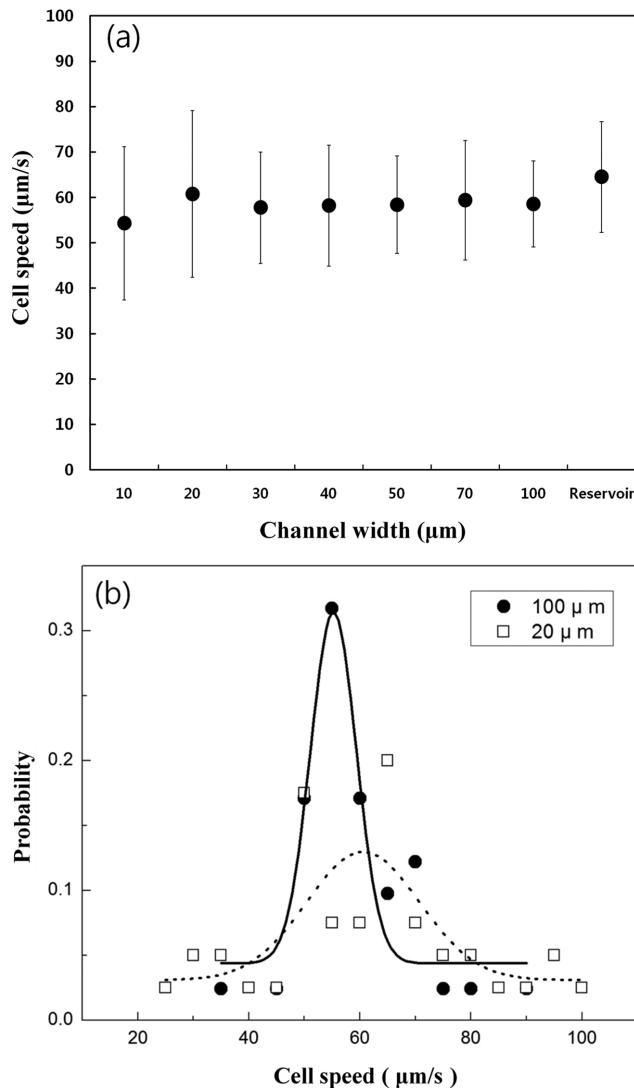 (a)
100
90
80
70
60
50
40
30
20
10
0
Cell speed (μm/s)
10 20 30 40 50 70 100 Reservoir
Channel width (μm)
(b)
100 μ m
20 μ m
0.3
0.2
0.1
0.0
Probability
20 40 60 80 100
Cell speed ( μm/s )